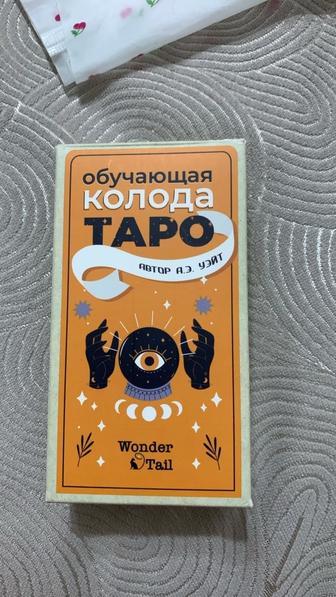 обучающая
колода
ТАРО
АВТОР А.Э. УЭЙТ
Wonder
Tail